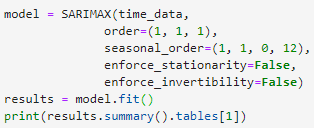 model = SARIMAX(time_data,
order=(1, 1, 1),
seasonal_order=(1, 1, 0, 12),
enforce_stationarity=False,
enforce_invertibility=False)
results = model.fit()
print(results.summary().tables[1])